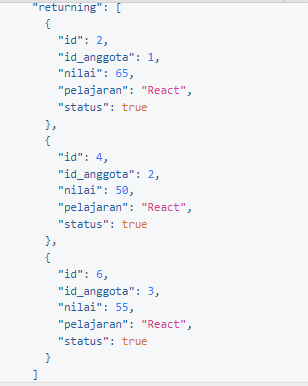 "returning": [
{
"id": 2,
"id_anggota": 1,
"nilai": 65,
"pelajaran": "React",
"status": true
},
{
"id": 4,
"id_anggota": 2,
"nilai": 50,
"pelajaran": "React",
"status": true
},
{
"id": 6,
"id_anggota": 3,
"nilai": 55,
"pelajaran": "React",
"status": true
}
]